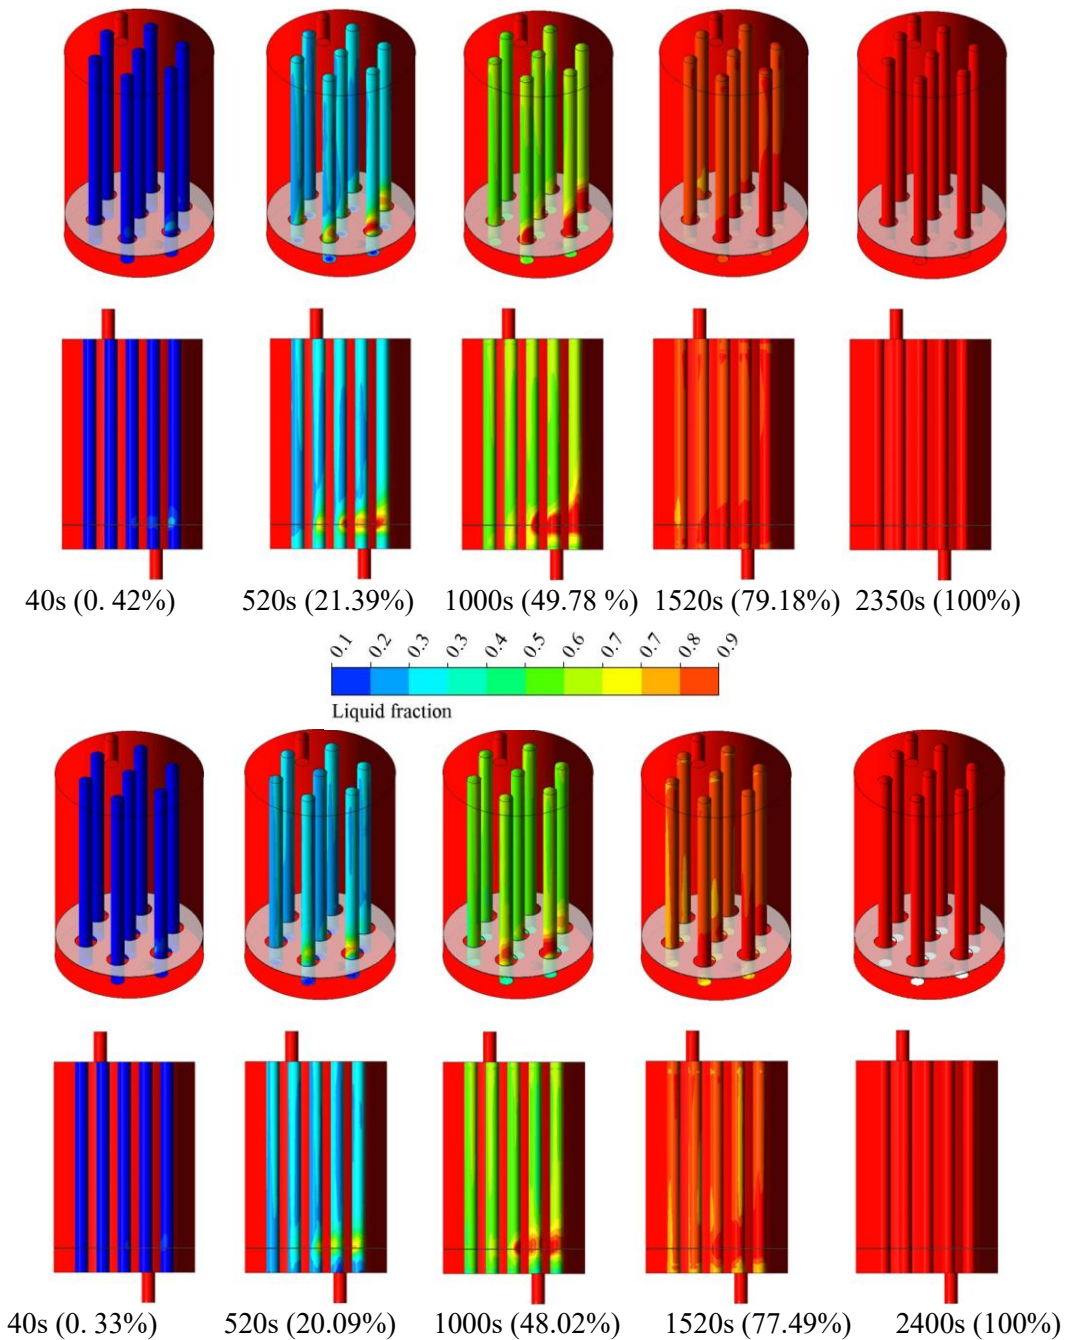 40s (0. 42%) 520s (21.39%) 1000s (49.78 %) 1520s (79.18%) 2350s (100%)
0.1 0.2 0.3 0.3 0.4 0.5 0.6 0.7 0.7 0.8 0.9
Liquid fraction
40s (0. 33%) 520s (20.09%) 1000s (48.02%) 1520s (77.49%) 2400s (100%)